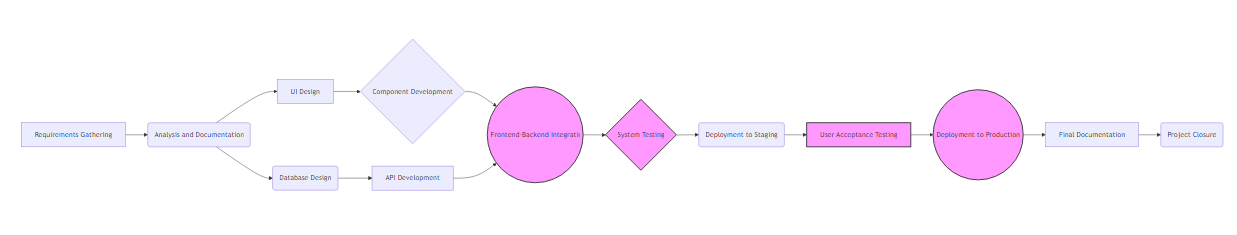 Requirements Gathering
Analysis and Documentation
UI Design
Component Development
Database Design
API Development
Frontend-Backend Integrati
System Testing
Deployment to Staging
User Acceptance Testing
Deployment to Production
Final Documentation
Project Closure